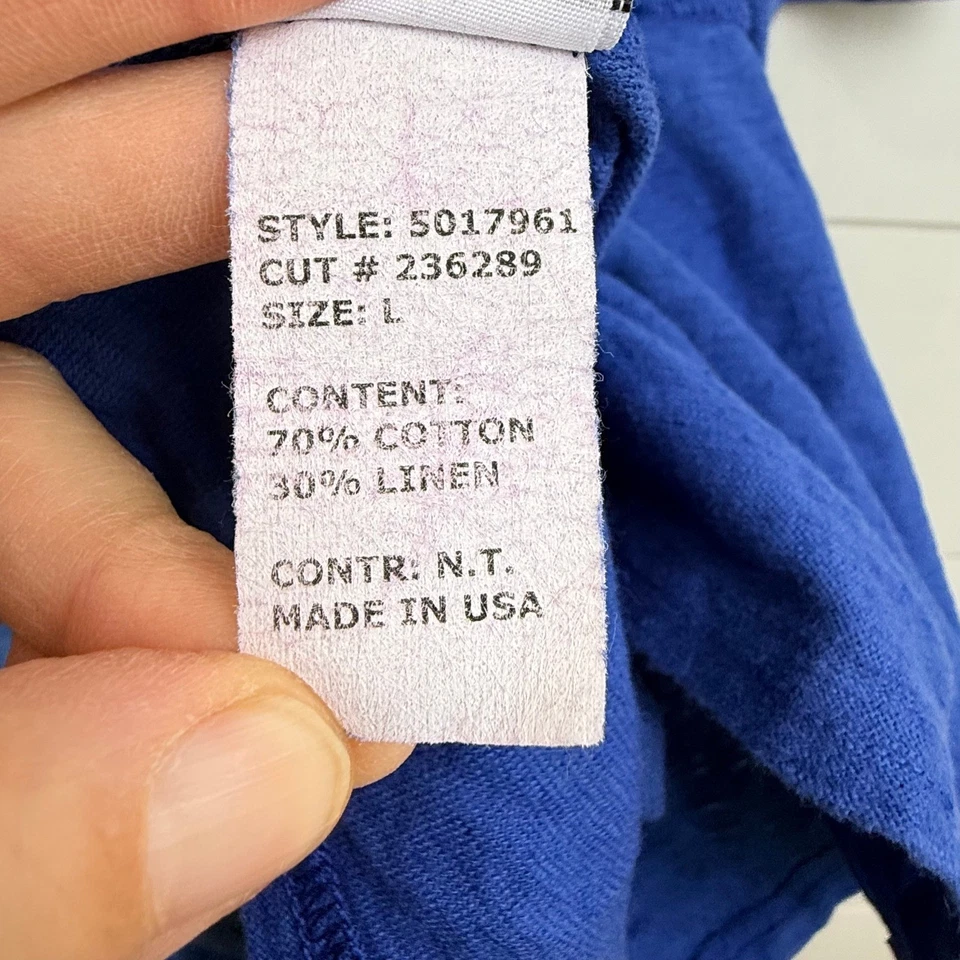 STYLE: 5017961
CUT # 236289
SIZE: L
CONTENT:
70% COTTON
30% LINEN
CONTR: N.T.
MADE IN USA